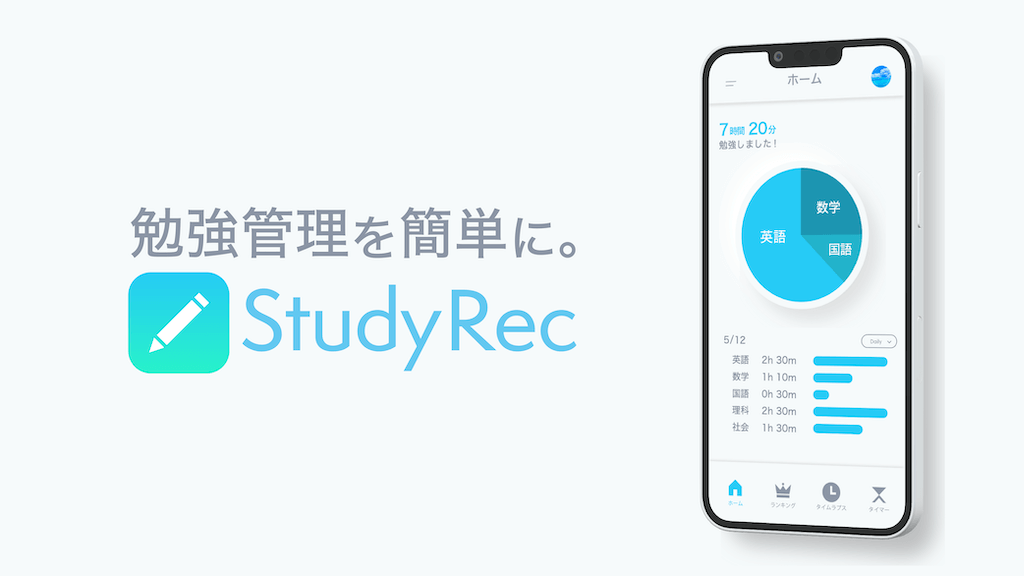 勉強管理を簡単に。
StudyRec
ホーム
7時間 20分
勉強しました！
数学
英語
国語
5/12
Daily
英語 2h 30m
数学 1h 10m
国語 0h 30m
理科 2h 30m
社会 1h 30m
ホーム ランキング タイムラプス タイマー